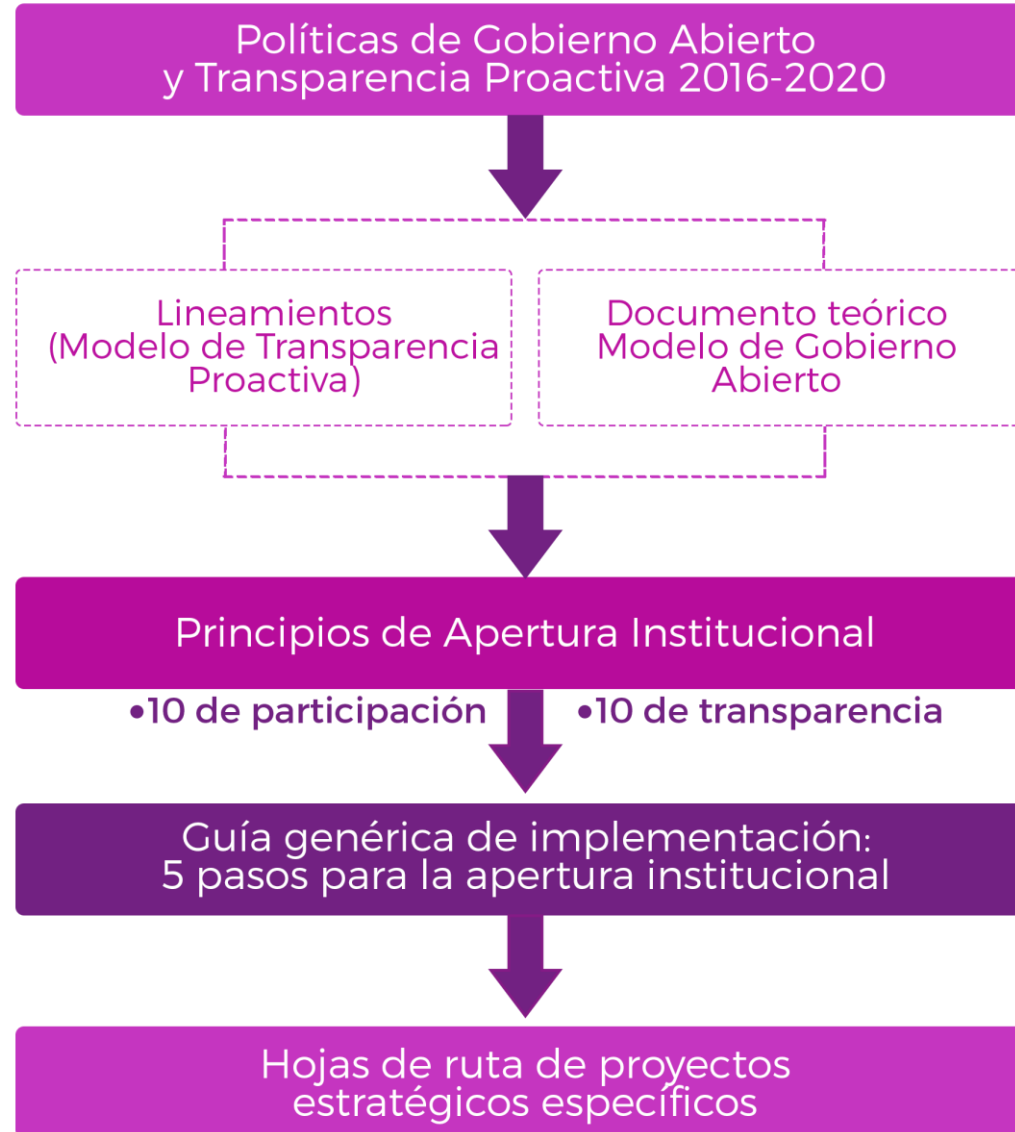 Políticas de Gobierno Abierto
y Transparencia Proactiva 2016-2020
Lineamientos
(Modelo de Transparencia
Proactiva)
Documento teórico
Modelo de Gobierno
Abierto
Principios de Apertura Institucional
•10 de participación
•10 de transparencia
Guía genérica de implementación:
5 pasos para la apertura institucional
Hojas de ruta de proyectos
estratégicos específicos